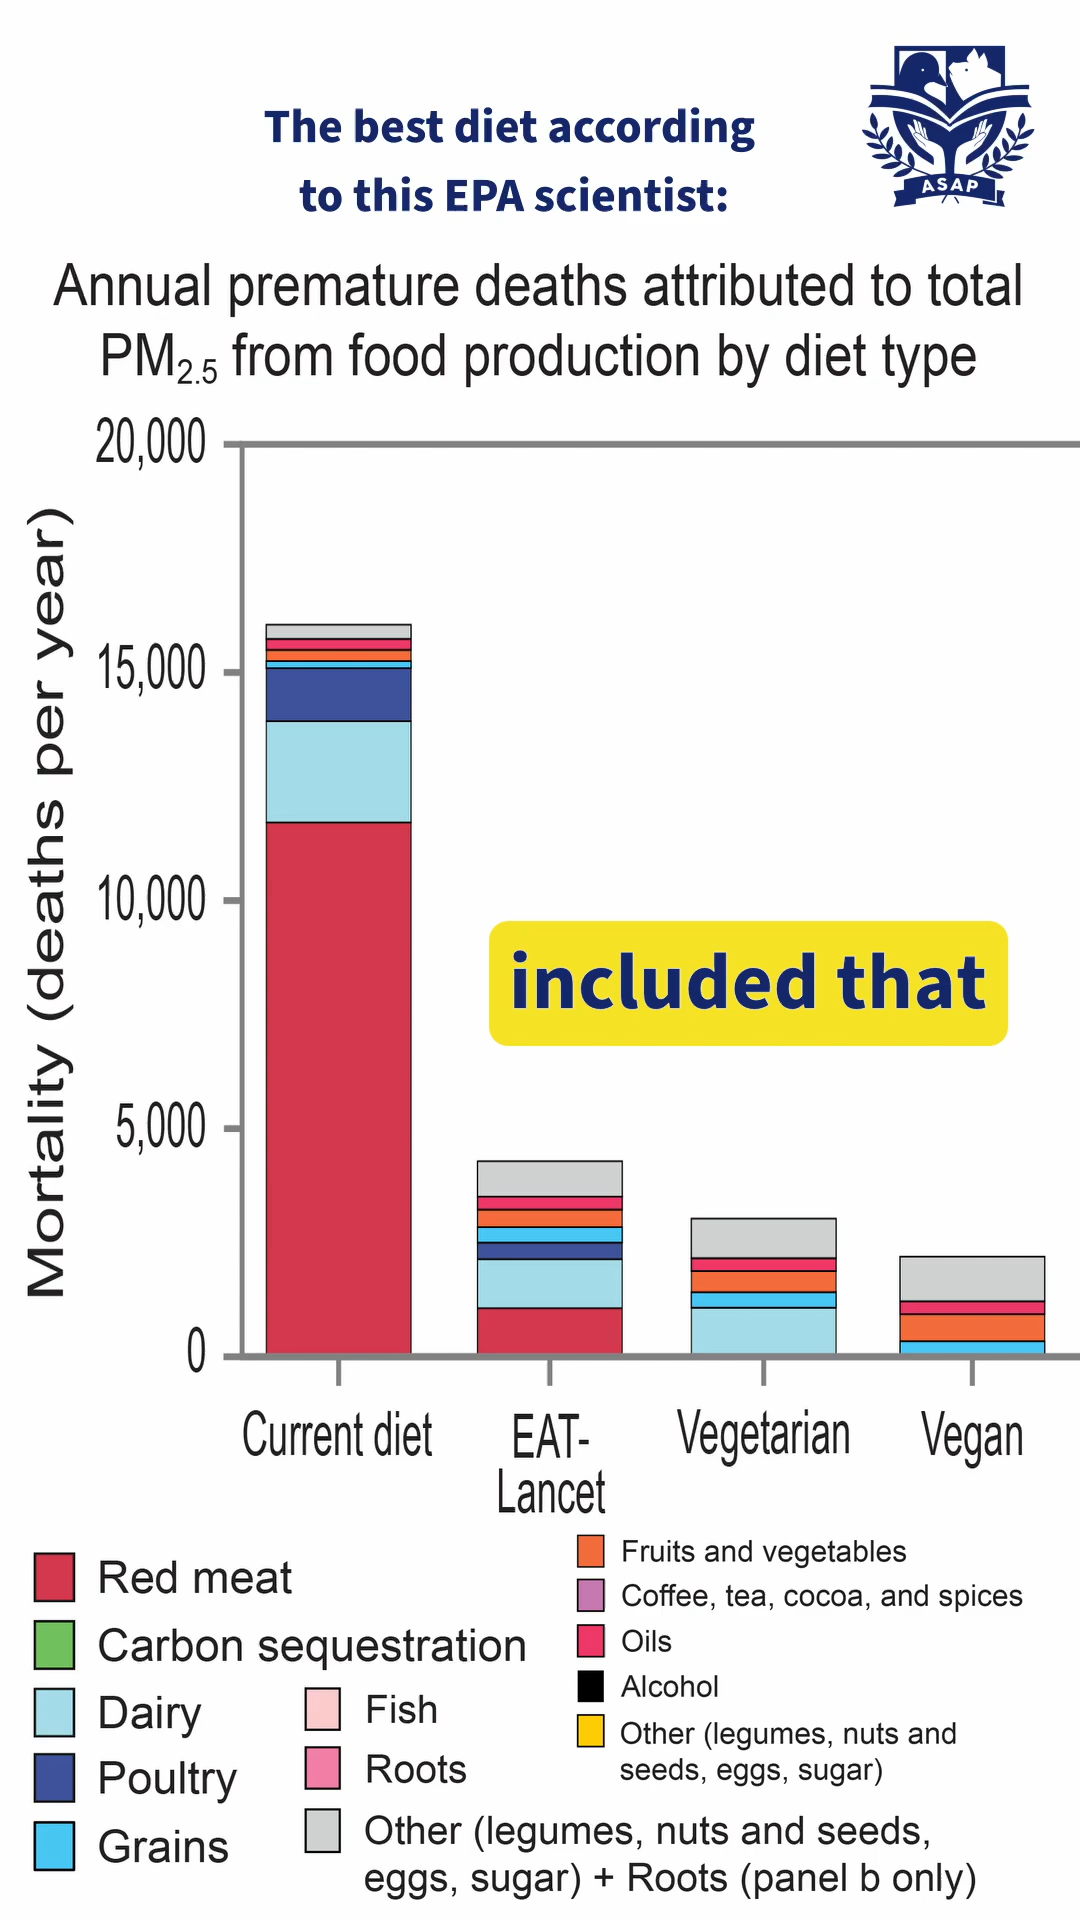 The best diet according
to this EPA scientist:
ASAP
Annual premature deaths attributed to total
PM2.5 from food production by diet type
Mortality (deaths per year)
20,000
15,000
10,000
5,000
0
included that
Current diet
EAT-
Lancet
Vegetarian
Vegan
Red meat
Carbon sequestration
Dairy
Poultry
Grains
Fish
Roots
Other (legumes, nuts and seeds,
eggs, sugar) + Roots (panel b only)
Fruits and vegetables
Coffee, tea, cocoa, and spices
Oils
Alcohol
Other (legumes, nuts and
seeds, eggs, sugar)